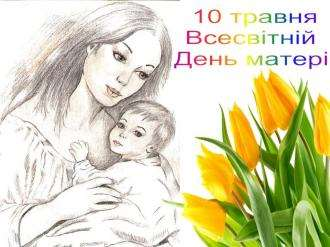 10 травня
Всесвітній
День матері